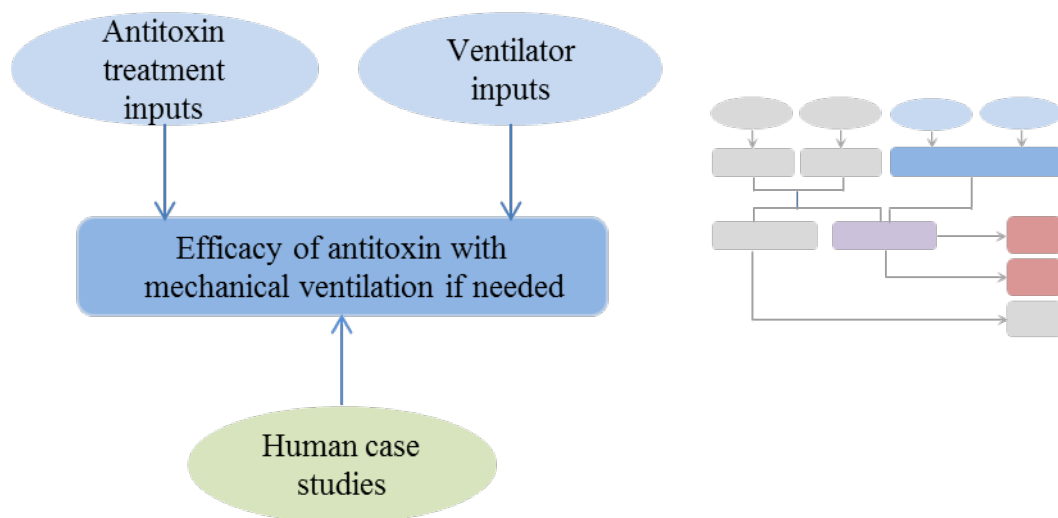 Antitoxin
treatment
inputs
Ventilator
inputs
Efficacy of antitoxin with
mechanical ventilation if needed
Human case
studies